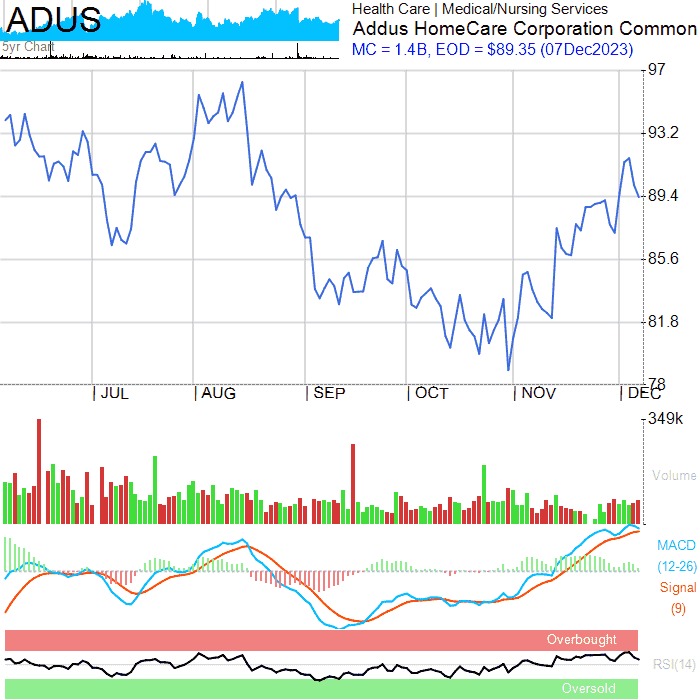 ADUS
5yr Chart
Health Care | Medical/Nursing Services
Addus HomeCare Corporation Common
MC = 1.4B, EOD = $89.35 (07Dec2023)
97
93.2
89.4
85.6
81.8
78
JUL
AUG
SEP
OCT
NOV
DEC
349k
Volume
MACD
(12-26)
Signal
(9)
Overbought
RSI(14)
Oversold